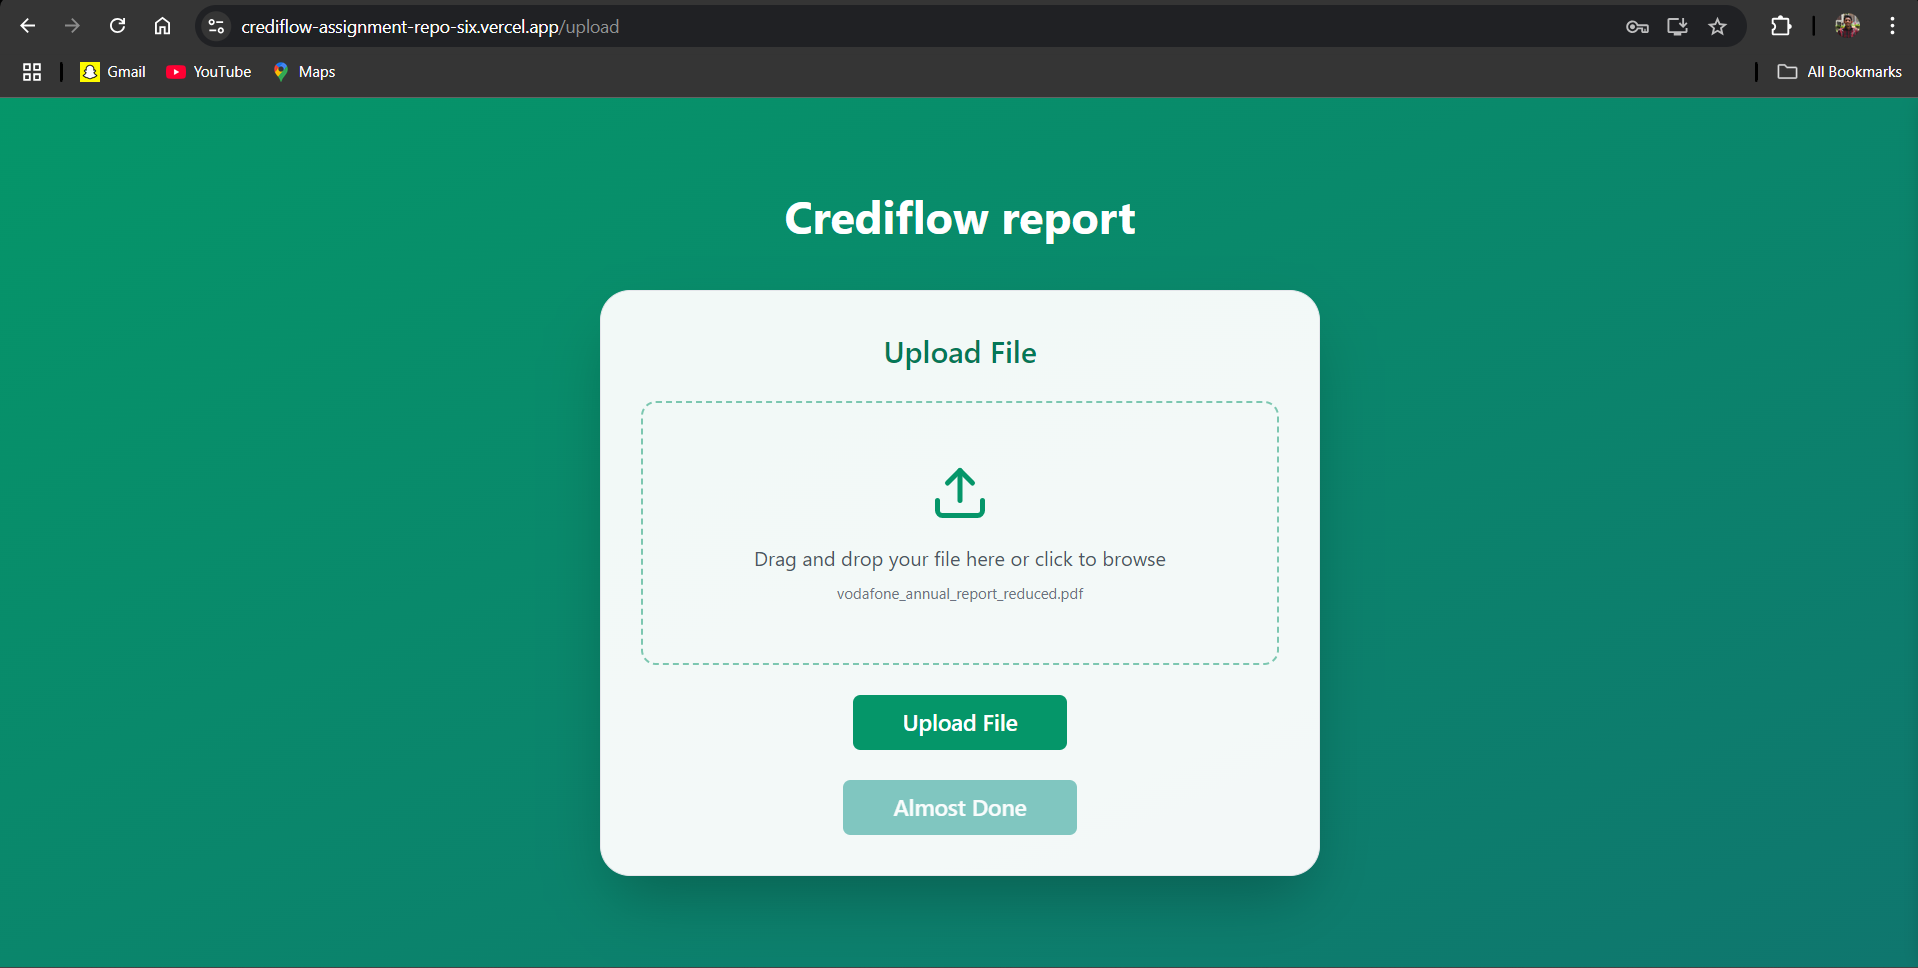 crediflow-assignment-repo-six.vercel.app/upload
Gmail YouTube Maps All Bookmarks
Crediflow report
Upload File
Drag and drop your file here or click to browse
vodafone_annual_report_reduced.pdf
Upload File
Almost Done